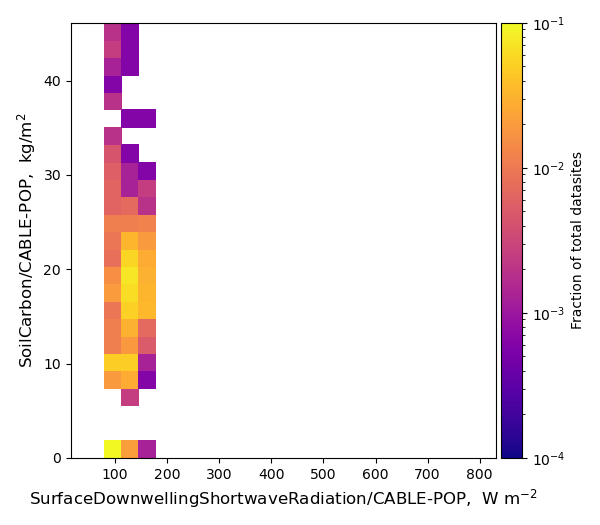 SoilCarbon/CABLE-POP,  kg/m²
40
30
20
10
0
100 200 300 400 500 600 700 800
SurfaceDownwellingShortwaveRadiation/CABLE-POP,  W m⁻²
10⁻¹
10⁻²
10⁻³
10⁻⁴
Fraction of total datasites